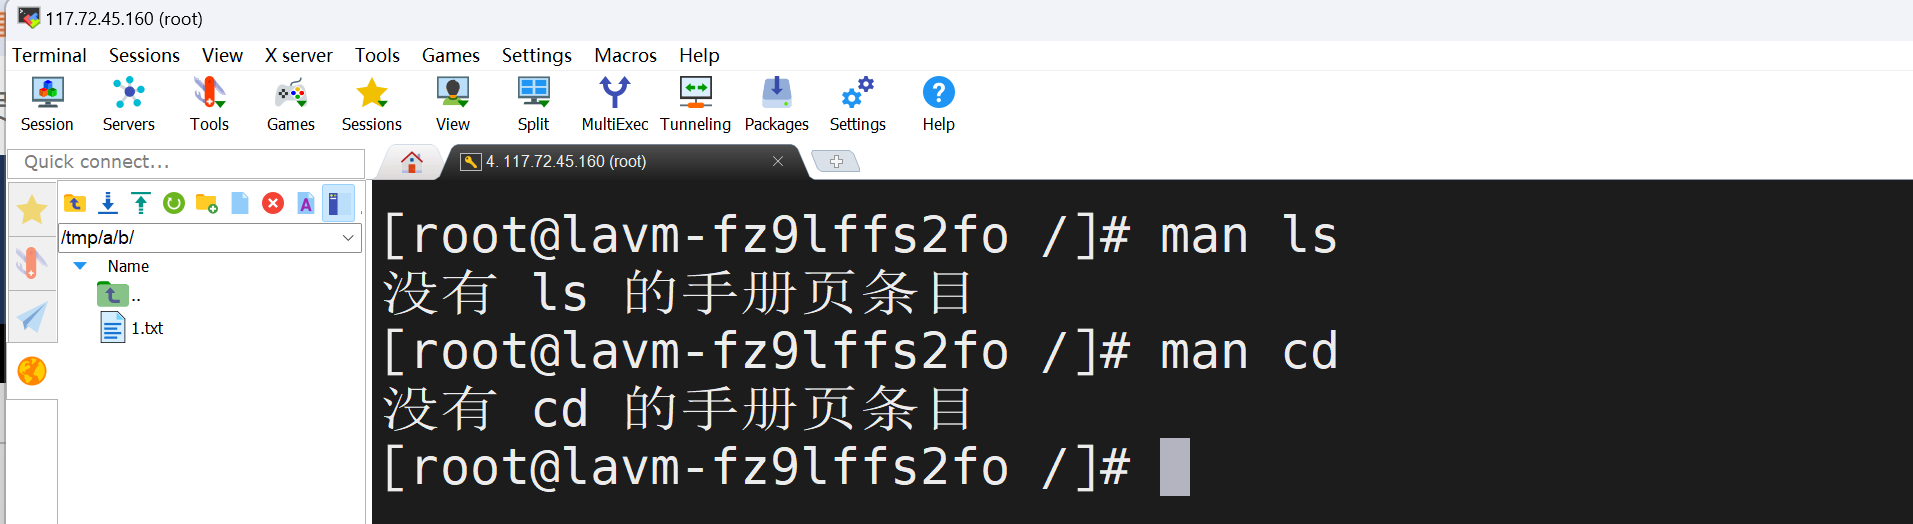 117.72.45.160 (root)
Terminal Sessions View X server Tools Games Settings Macros Help
Session Servers Tools Games Sessions View Split MultiExec Tunneling Packages Settings Help
Quick connect...
4. 117.72.45.160 (root)
/tmp/a/b/
Name
..
1.txt
[root@lavm-fz9lffs2fo /]# man ls
没有 ls 的手册页条目
[root@lavm-fz9lffs2fo /]# man cd
没有 cd 的手册页条目
[root@lavm-fz9lffs2fo /]#